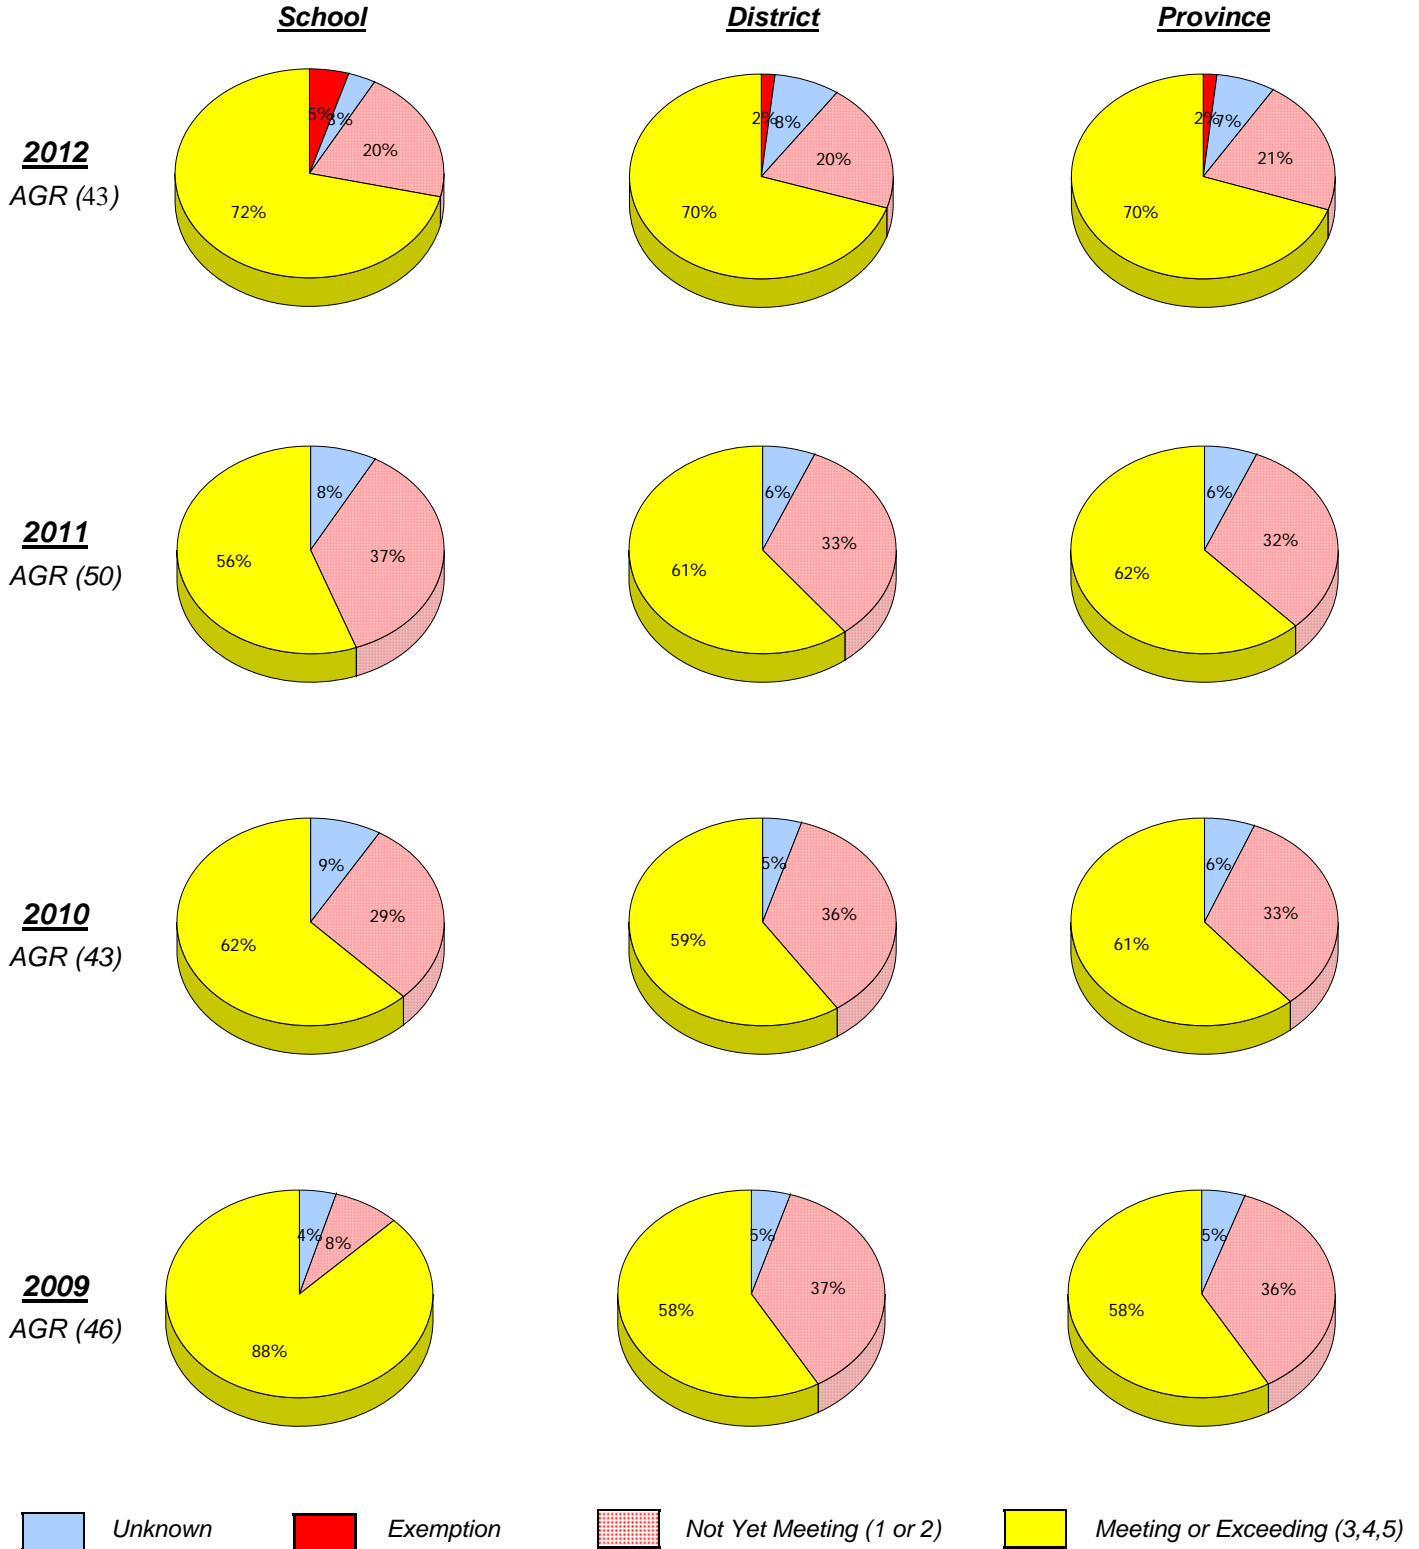 School District Province
2012
AGR (43)
5% 3% 20% 72%
2% 8% 20% 70%
2% 7% 21% 70%
2011
AGR (50)
8% 37% 56%
6% 33% 61%
6% 32% 62%
2010
AGR (43)
9% 29% 62%
5% 36% 59%
6% 33% 61%
2009
AGR (46)
4% 8% 88%
5% 37% 58%
5% 36% 58%
Unknown Exemption Not Yet Meeting (1 or 2) Meeting or Exceeding (3,4,5)